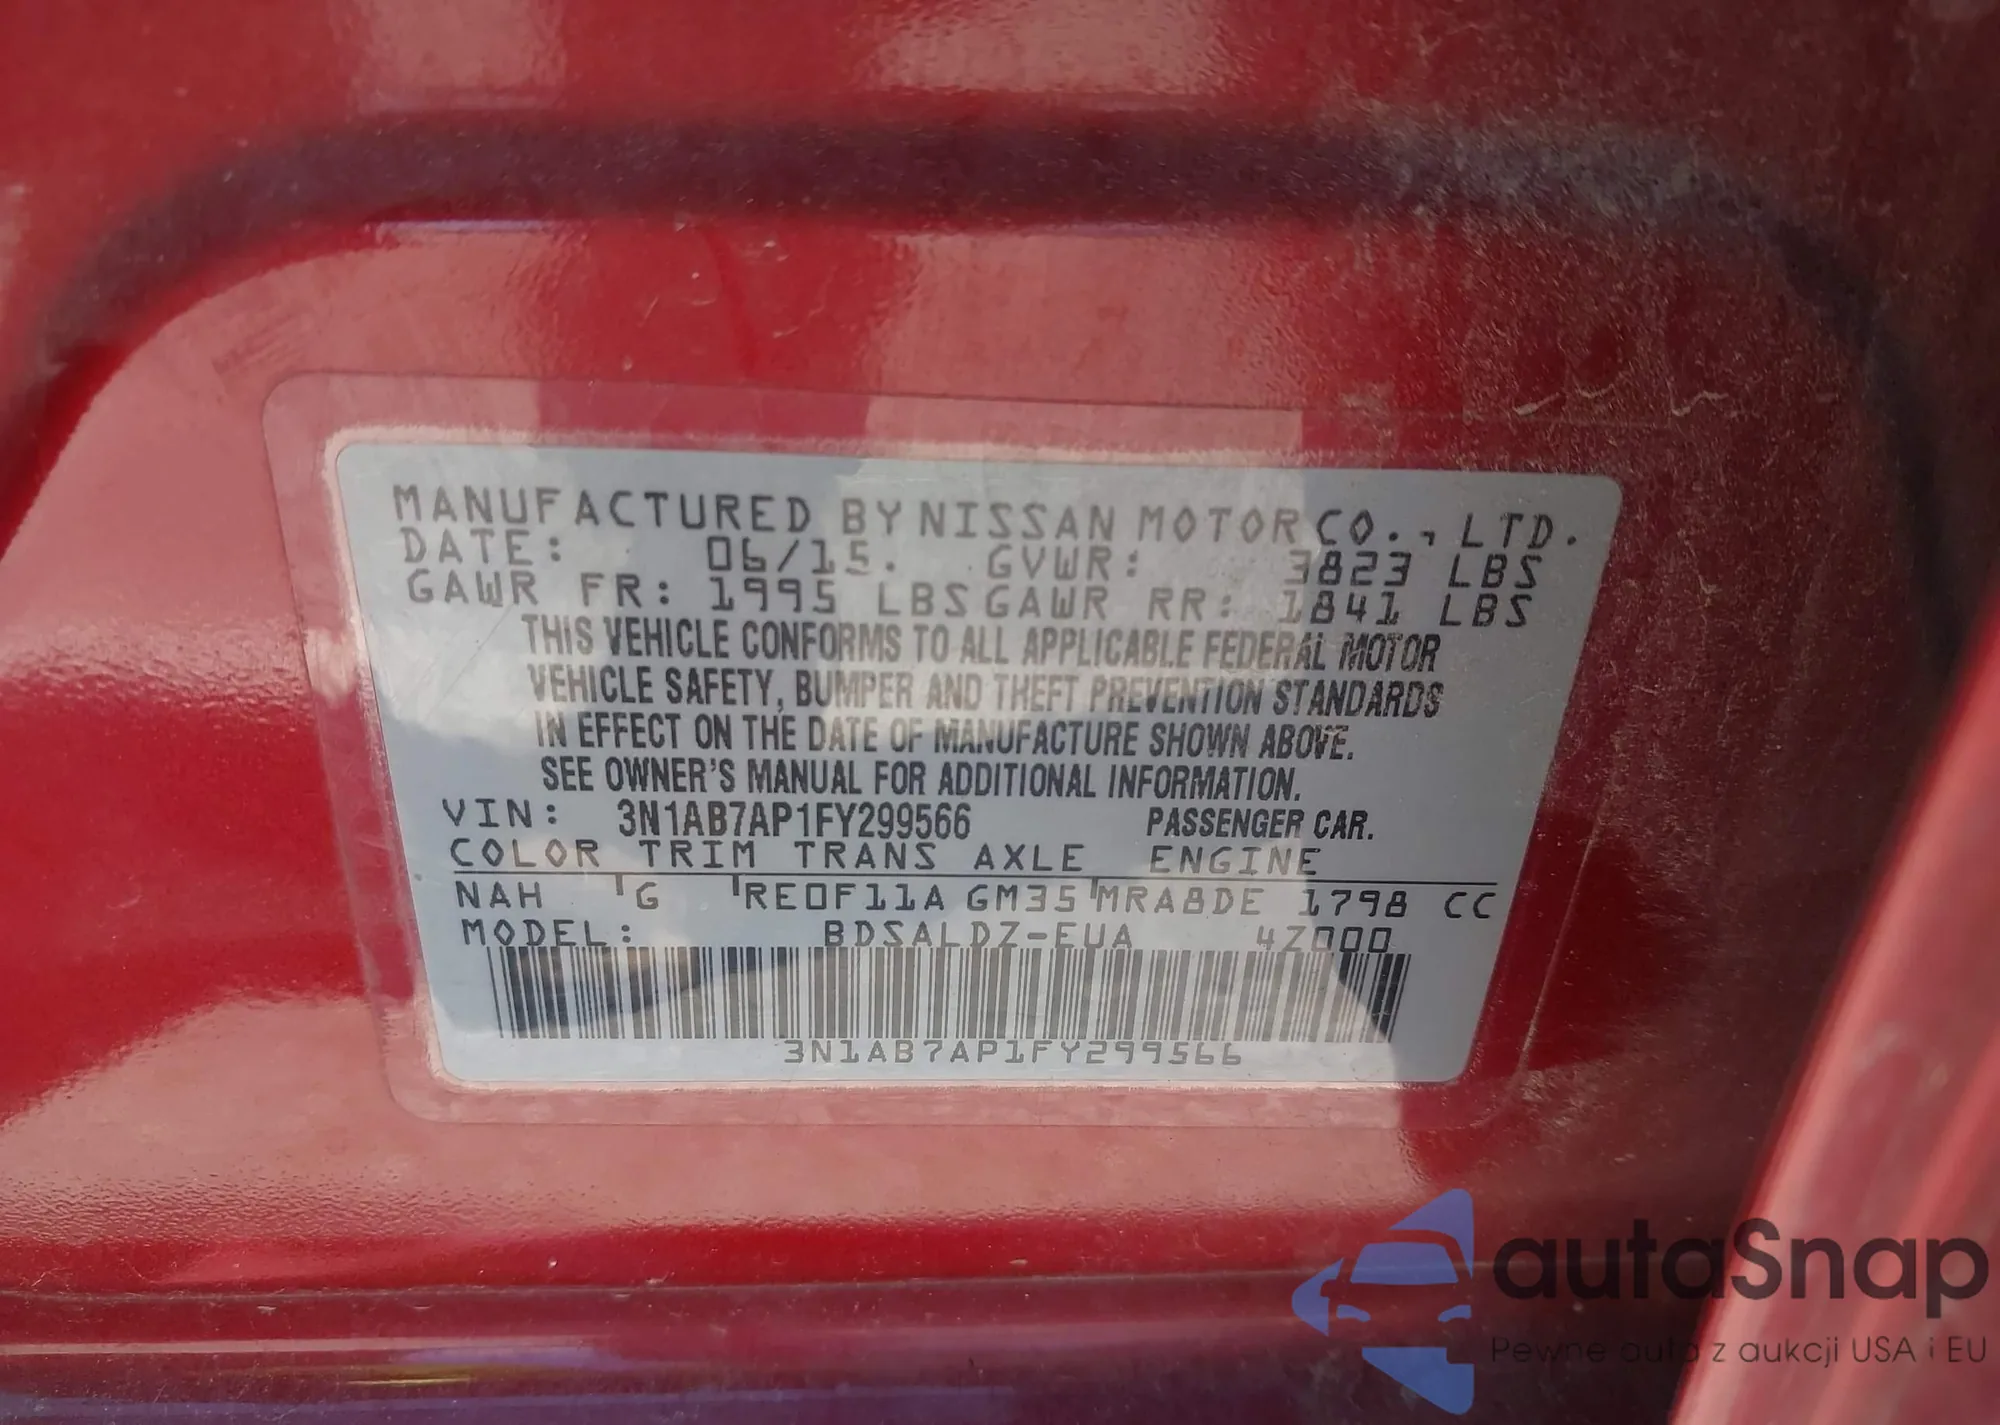 MANUFACTURED BY NISSAN MOTOR CO., LTD.
DATE: 06/15. GVWR: 3823 LBS
GAWR FR: 1995 LBS GAWR RR: 1841 LBS
THIS VEHICLE CONFORMS TO ALL APPLICABLE FEDERAL MOTOR
VEHICLE SAFETY, BUMPER AND THEFT PREVENTION STANDARDS
IN EFFECT ON THE DATE OF MANUFACTURE SHOWN ABOVE.
SEE OWNER'S MANUAL FOR ADDITIONAL INFORMATION.
VIN: 3N1AB7AP1FY299566 PASSENGER CAR.
COLOR TRIM TRANS AXLE ENGINE
NAH G RE0F11A GM35 MRA8DE 1798 CC
MODEL: BDSALDZ-EUA 4Z000
3N1AB7AP1FY299566
autaSnap
Pewne auta z aukcji USA i EU